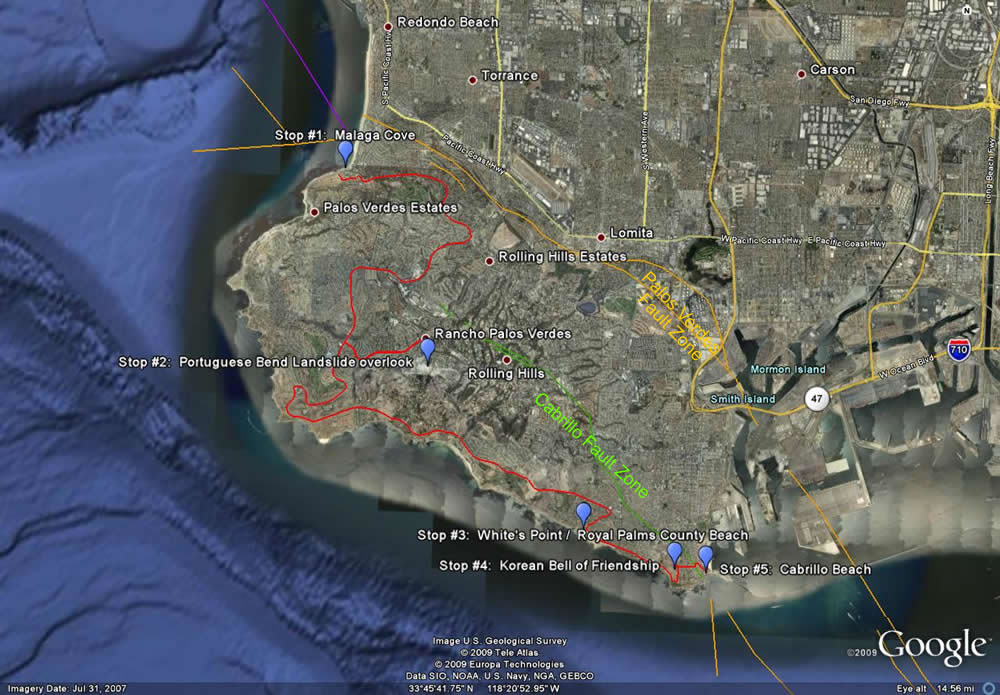 N
Redondo Beach
S Pacific Coast Hwy
Torrance
Carson
San Diego Fwy
Stop #1: Malaga Cove
Pacific Coast Hwy
S Western Ave
Long Beach Fwy
Palos Verdes Estates
Lomita
W Pacific Coast Hwy
E Pacific Coast Hwy
Rolling Hills Estates
Palos Verdes
Fault Zone
Rancho Palos Verdes
Stop #2: Portuguese Bend Landslide overlook
Rolling Hills
710
W Ocean Blvd
Mormon Island
Smith Island
47
Cabrillo Fault Zone
Stop #3: White's Point / Royal Palms County Beach
Stop #4: Korean Bell of Friendship
Stop #5: Cabrillo Beach
Image U.S. Geological Survey
© 2009 Tele Atlas
© 2009 Europa Technologies
Data SIO, NOAA, U.S. Navy, NGA, GEBCO
©2009 Google™
Imagery Date: Jul 31, 2007
33°45'41.75" N 118°20'52.95" W
Eye alt 14.56 mi